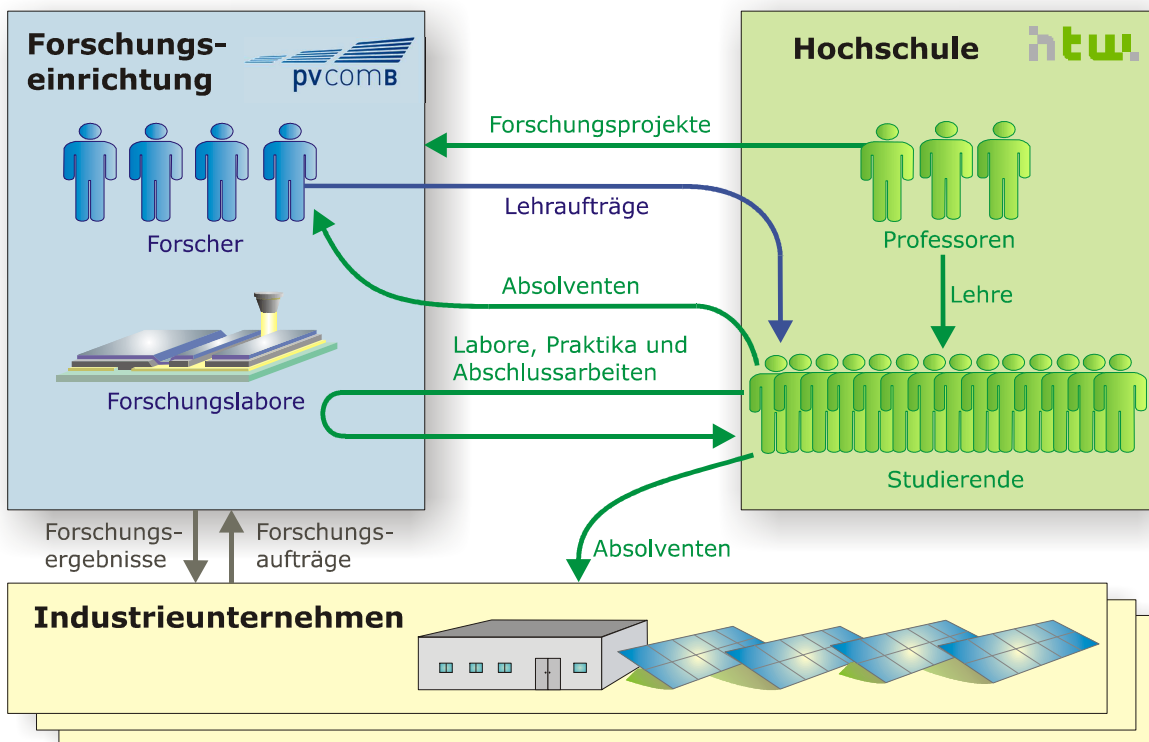 Forschungs-
einrichtung
pvcomB
Hochschule
htw.
Forschungsprojekte
Lehraufträge
Forscher
Professoren
Absolventen
Lehre
Labore, Praktika und
Abschlussarbeiten
Forschungslabore
Studierende
Forschungs-
ergebnisse
Forschungs-
aufträge
Absolventen
Industrieunternehmen